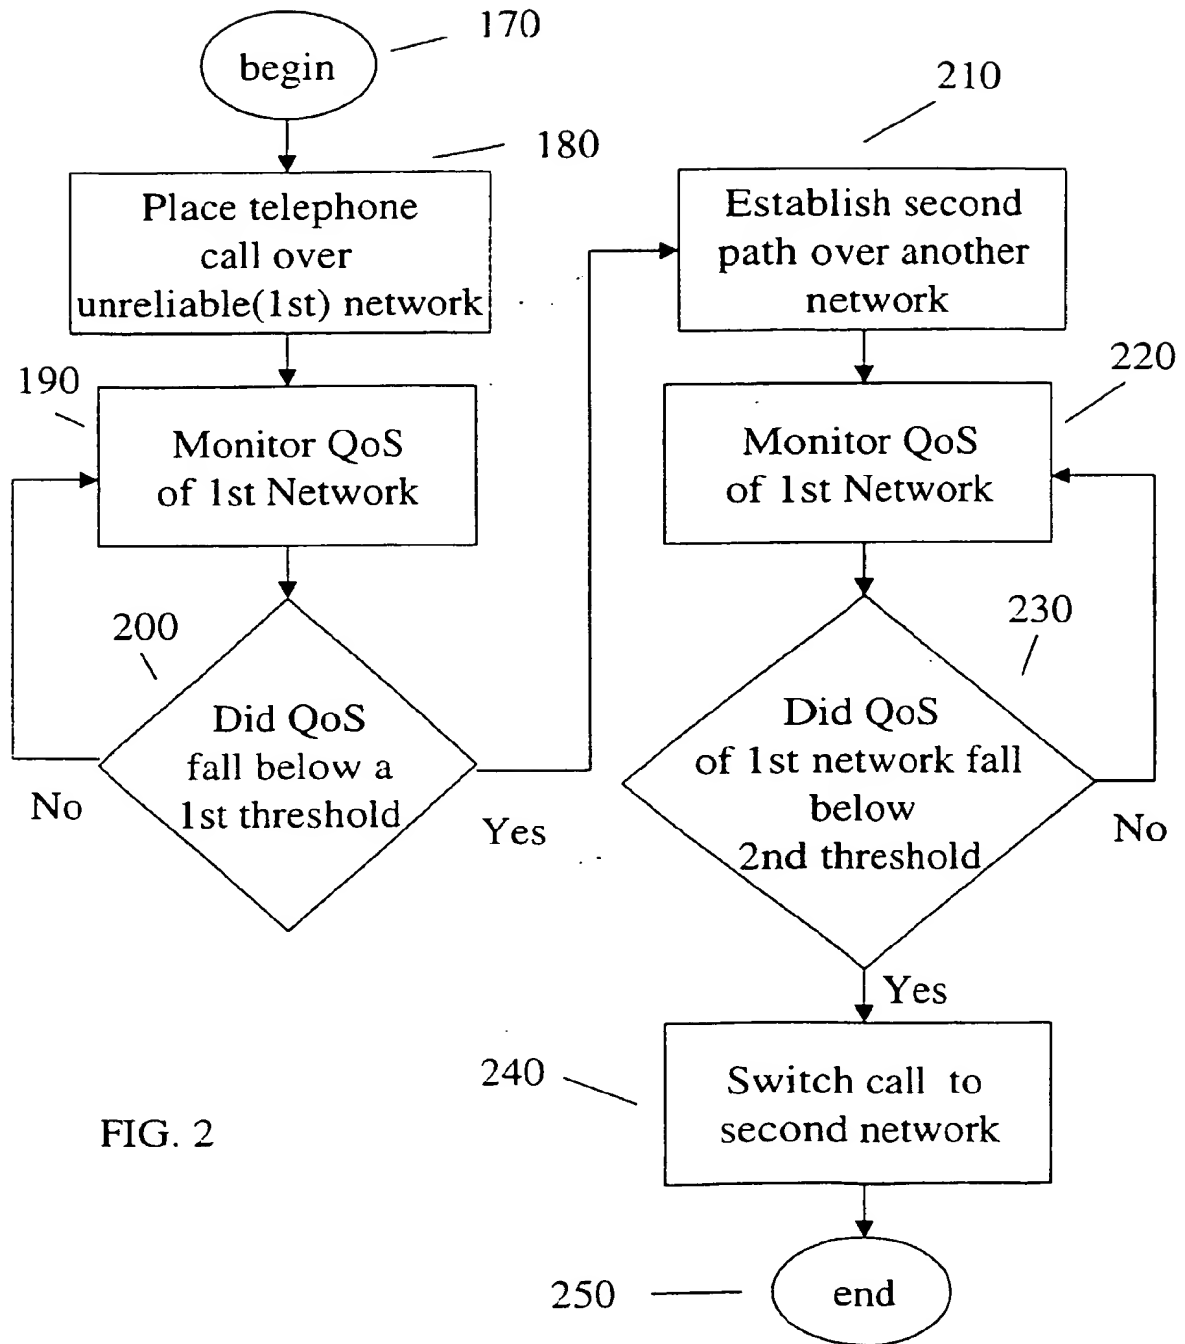 170
begin
180
Place telephone
call over
unreliable(1st) network
190
Monitor QoS
of 1st Network
200
Did QoS
fall below a
1st threshold
No
Yes
210
Establish second
path over another
network
220
Monitor QoS
of 1st Network
230
Did QoS
of 1st network fall
below
2nd threshold
No
Yes
240
Switch call to
second network
250
end
FIG. 2